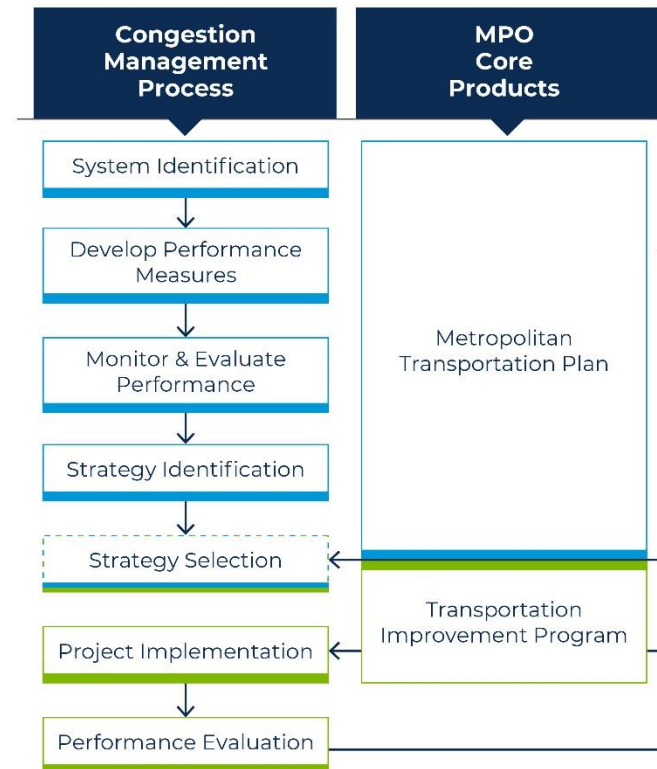 Congestion
Management
Process
MPO
Core
Products
System Identification
Develop Performance
Measures
Monitor & Evaluate
Performance
Strategy Identification
Strategy Selection
Project Implementation
Performance Evaluation
Metropolitan
Transportation Plan
Transportation
Improvement Program